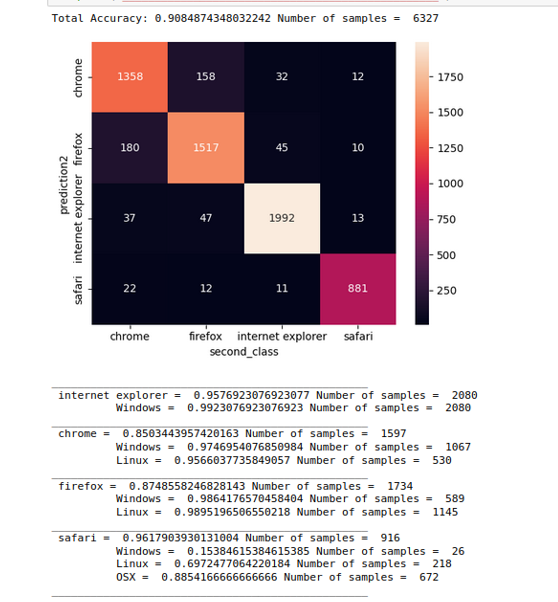 Total Accuracy: 0.9084874348032242 Number of samples =  6327
chrome
1358 158 32 12
firefox
180 1517 45 10
internet explorer
37 47 1992 13
safari
22 12 11 881
prediction2
chrome firefox internet explorer safari
second_class
1750
1500
1250
1000
750
500
250
internet explorer =  0.9576923076923077 Number of samples =  2080
Windows =  0.9923076923076923 Number of samples =  2080
chrome =  0.8503443957420163 Number of samples =  1597
Windows =  0.9746954076850984 Number of samples =  1067
Linux =  0.9566037735849057 Number of samples =  530
firefox =  0.8748558246828143 Number of samples =  1734
Windows =  0.9864176570458404 Number of samples =  589
Linux =  0.9895196506550218 Number of samples =  1145
safari =  0.9617903930131004 Number of samples =  916
Windows =  0.15384615384615385 Number of samples =  26
Linux =  0.6972477064220184 Number of samples =  218
OSX =  0.8854166666666666 Number of samples =  672